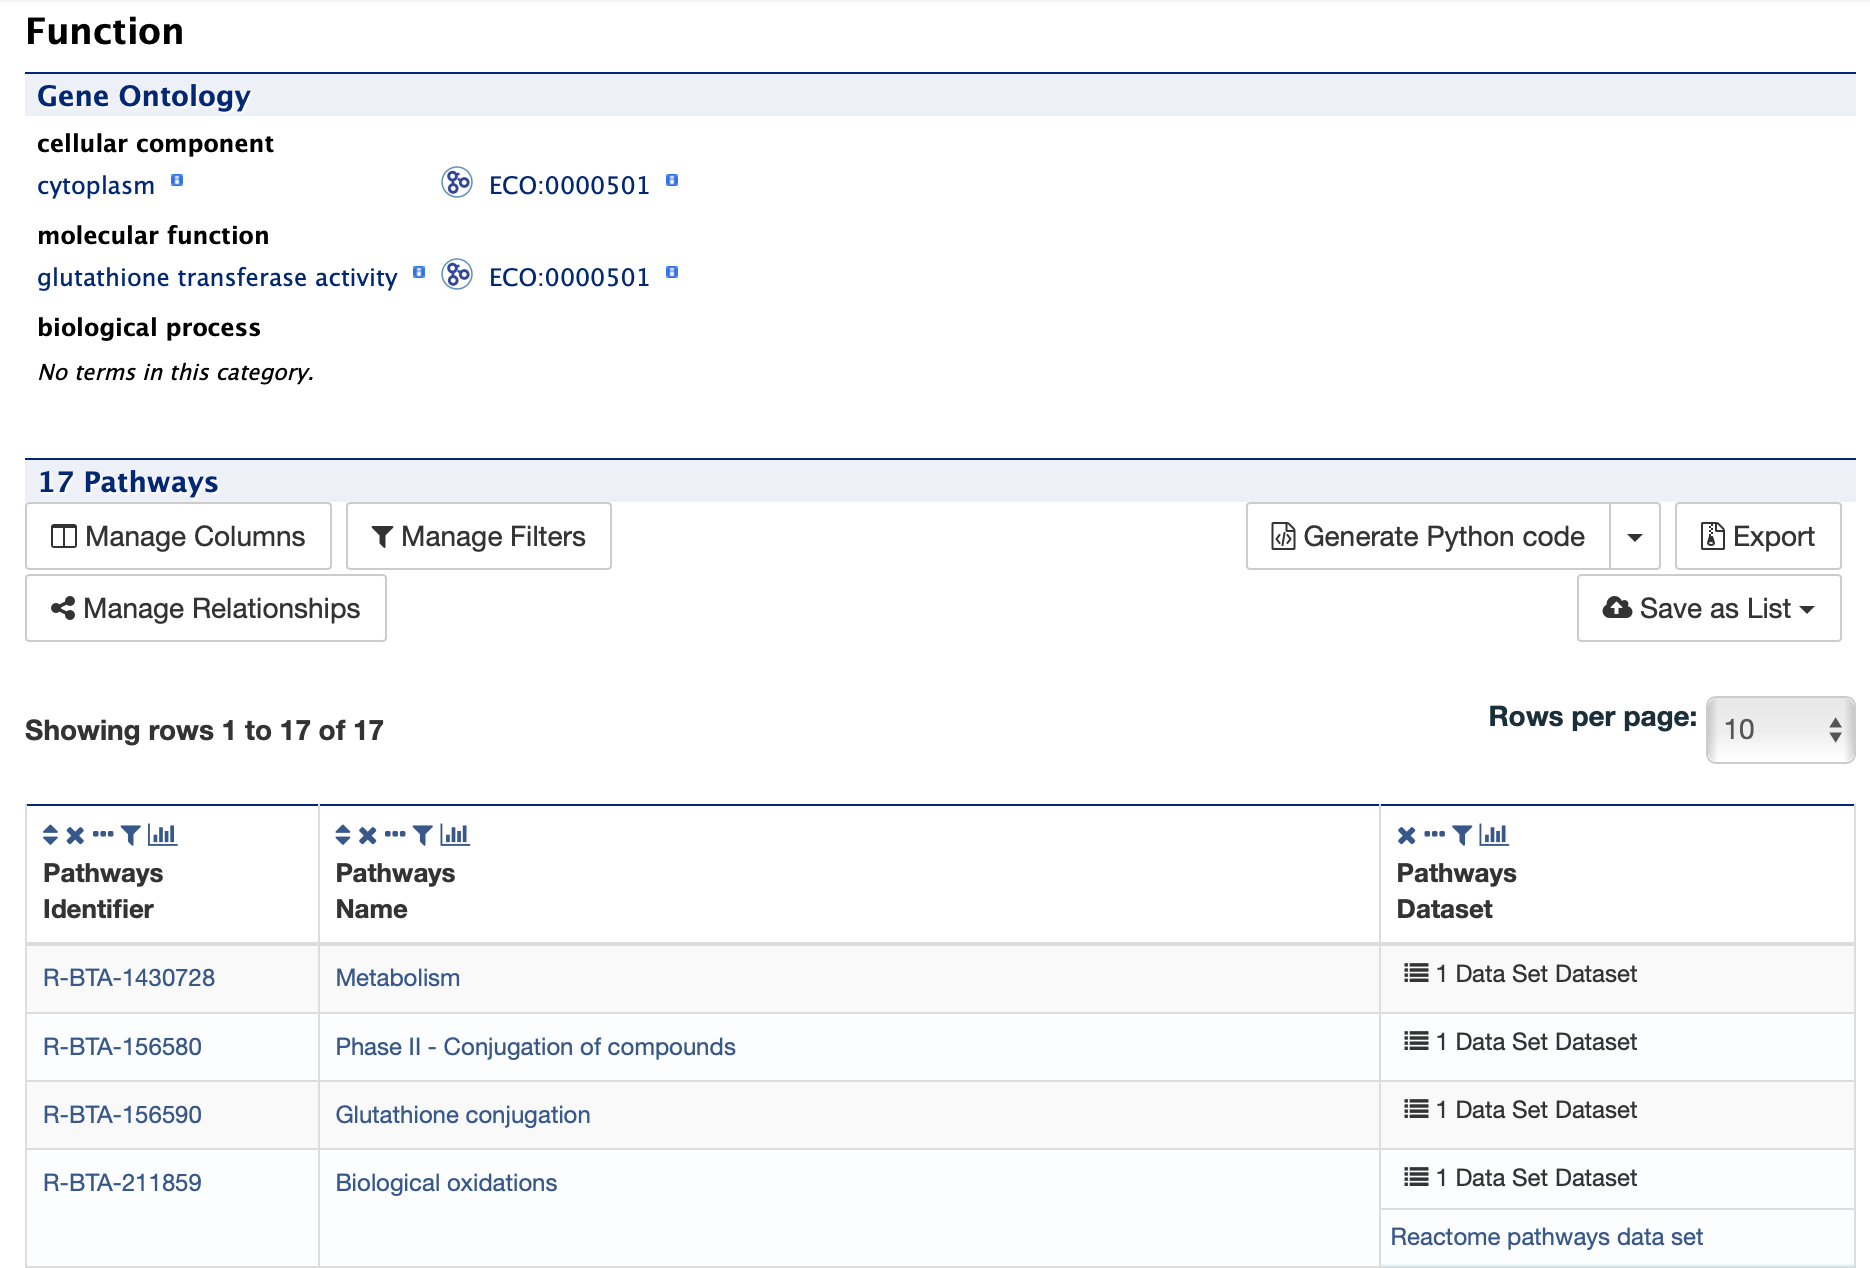 Function
Gene Ontology
cellular component
cytoplasm ECO:0000501
molecular function
glutathione transferase activity ECO:0000501
biological process
No terms in this category.
17 Pathways
Manage Columns Manage Filters Generate Python code Export
Manage Relationships Save as List
Showing rows 1 to 17 of 17 Rows per page: 10
Pathways Identifier Pathways Name Pathways Dataset
R-BTA-1430728 Metabolism 1 Data Set Dataset
R-BTA-156580 Phase II - Conjugation of compounds 1 Data Set Dataset
R-BTA-156590 Glutathione conjugation 1 Data Set Dataset
R-BTA-211859 Biological oxidations 1 Data Set Dataset
Reactome pathways data set